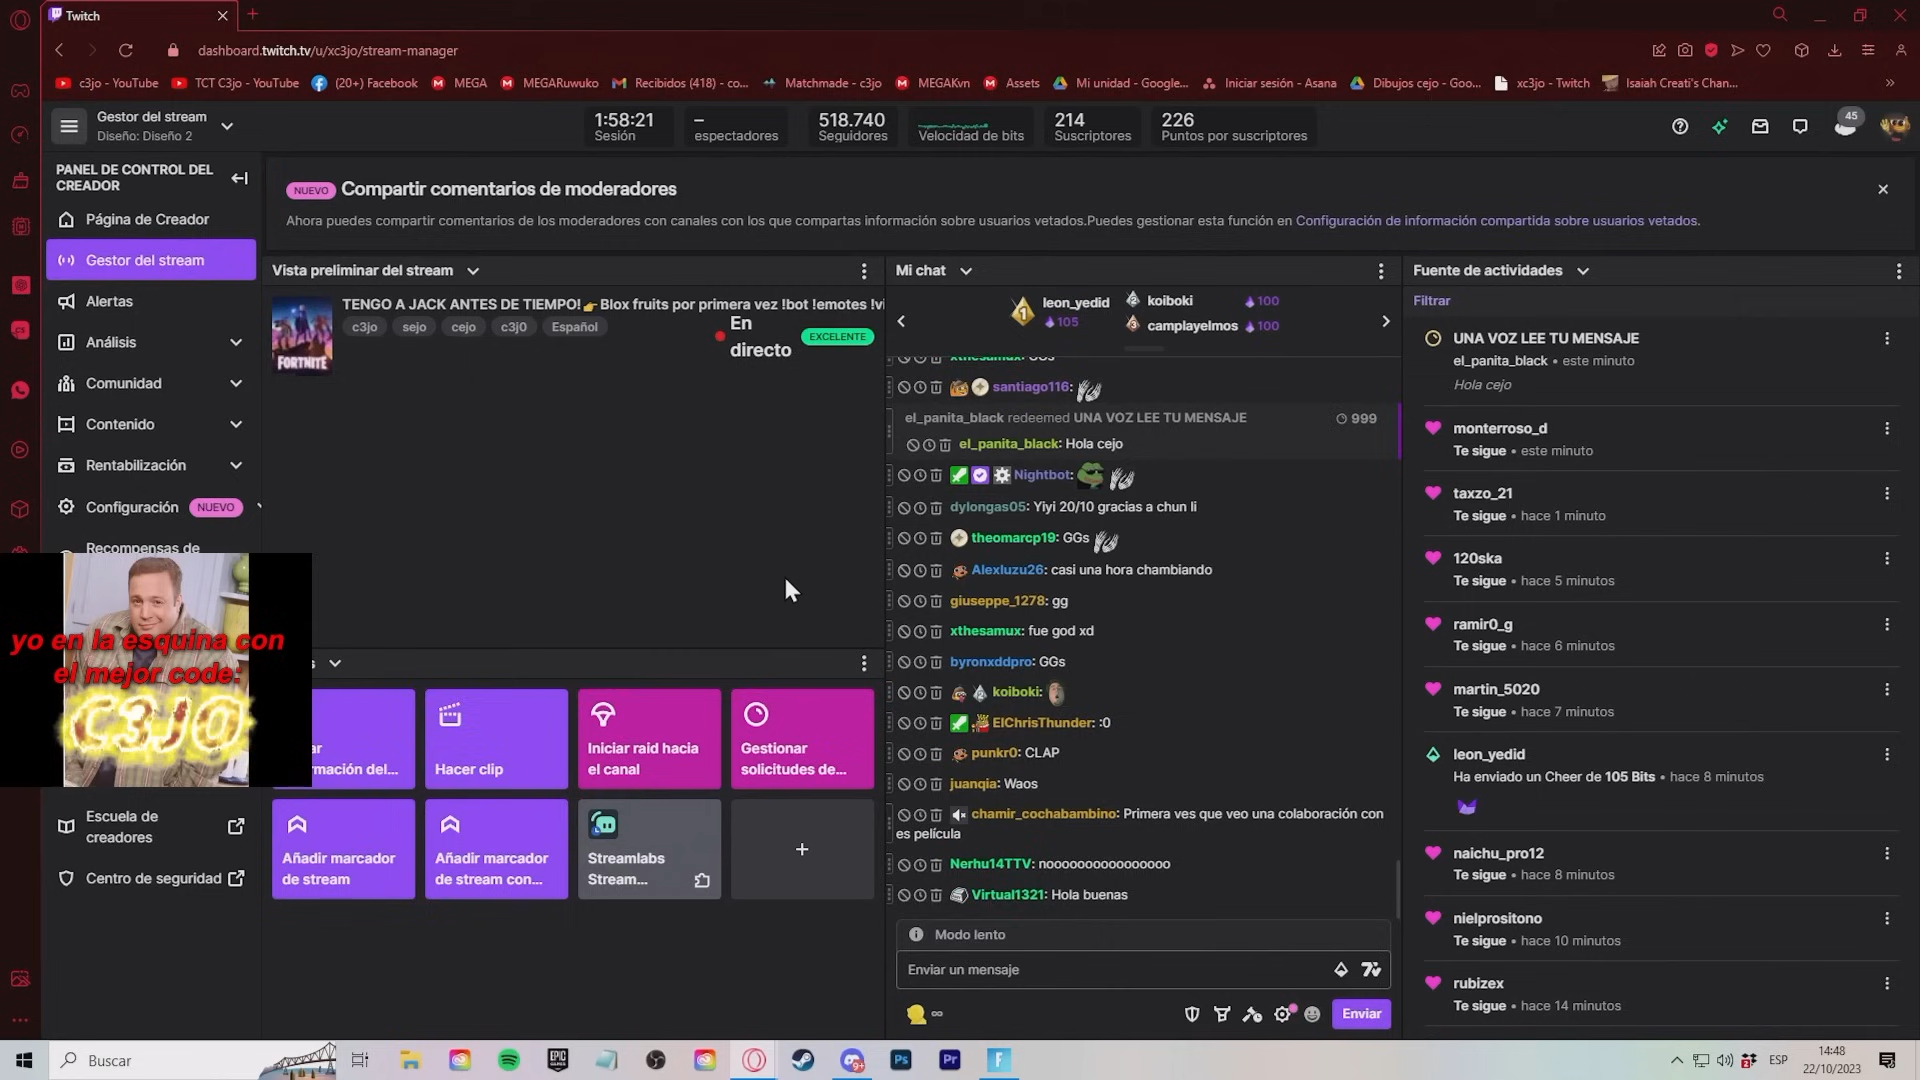 Twitch
dashboard.twitch.tv/u/xc3jo/stream-manager
c3jo - YouTube
TCT C3jo - YouTube
(20+) Facebook
MEGA
MEGARuwuko
Recibidos (418) - co...
Matchmade - c3jo
MEGAKvn
Assets
Mi unidad - Google...
Iniciar sesión - Asana
Dibujos cejo - Goo...
xc3jo - Twitch
Isaiah Creati's Chan...
Gestor del stream
Diseño: Diseño 2
1:58:21
Sesión
–
espectadores
518.740
Seguidores
Velocidad de bits
214
Suscriptores
226
Puntos por suscriptores
45
PANEL DE CONTROL DEL
CREADOR
Página de Creador
Gestor del stream
Alertas
Análisis
Comunidad
Contenido
Rentabilización
Configuración NUEVO
Recompensas de
yo en la esquina con
el mejor code:
C3J@
Escuela de
creadores
Centro de seguridad
NUEVO Compartir comentarios de moderadores
Ahora puedes compartir comentarios de los moderadores con canales con los que compartas información sobre usuarios vetados.Puedes gestionar esta función en Configuración de información compartida sobre usuarios vetados.
Vista preliminar del stream
TENGO A JACK ANTES DE TIEMPO!👉Blox fruits por primera vez !bot !emotes !vi
c3jo
sejo
cejo
c3j0
Español
FORTNITE
En
directo
EXCELENTE
s
ar
rmación del...
Hacer clip
Iniciar raid hacia
el canal
Gestionar
solicitudes de...
Añadir marcador
de stream
Añadir marcador
de stream con...
Streamlabs
Stream...
+
Mi chat
1
leon_yedid
105
2 koiboki 100
3 camplayelmos 100
xthesamux: GGs
santiago116:
el_panita_black redeemed UNA VOZ LEE TU MENSAJE 999
el_panita_black: Hola cejo
Nightbot:
dylongas05: Yiyi 20/10 gracias a chun li
theomarcp19: GGs
Alexluzu26: casi una hora chambiando
giuseppe_1278: gg
xthesamux: fue god xd
byronxddpro: GGs
koiboki:
ElChrisThunder: :0
punkr0: CLAP
juanqia: Waos
chamir_cochabambino: Primera ves que veo una colaboración con
es película
Nerhu14TTV: noooooooooooooooo
Virtual1321: Hola buenas
Modo lento
Enviar un mensaje
∞
Enviar
Fuente de actividades
Filtrar
UNA VOZ LEE TU MENSAJE
el_panita_black • este minuto
Hola cejo
monterroso_d
Te sigue • este minuto
taxzo_21
Te sigue • hace 1 minuto
120ska
Te sigue • hace 5 minutos
ramir0_g
Te sigue • hace 6 minutos
martin_5020
Te sigue • hace 7 minutos
leon_yedid
Ha enviado un Cheer de 105 Bits • hace 8 minutos
naichu_pro12
Te sigue • hace 8 minutos
nielprositono
Te sigue • hace 10 minutos
rubizex
Te sigue • hace 14 minutos
Buscar
EPIC
GAMES
9+
Ps
Pr
F
ESP
14:48
22/10/2023